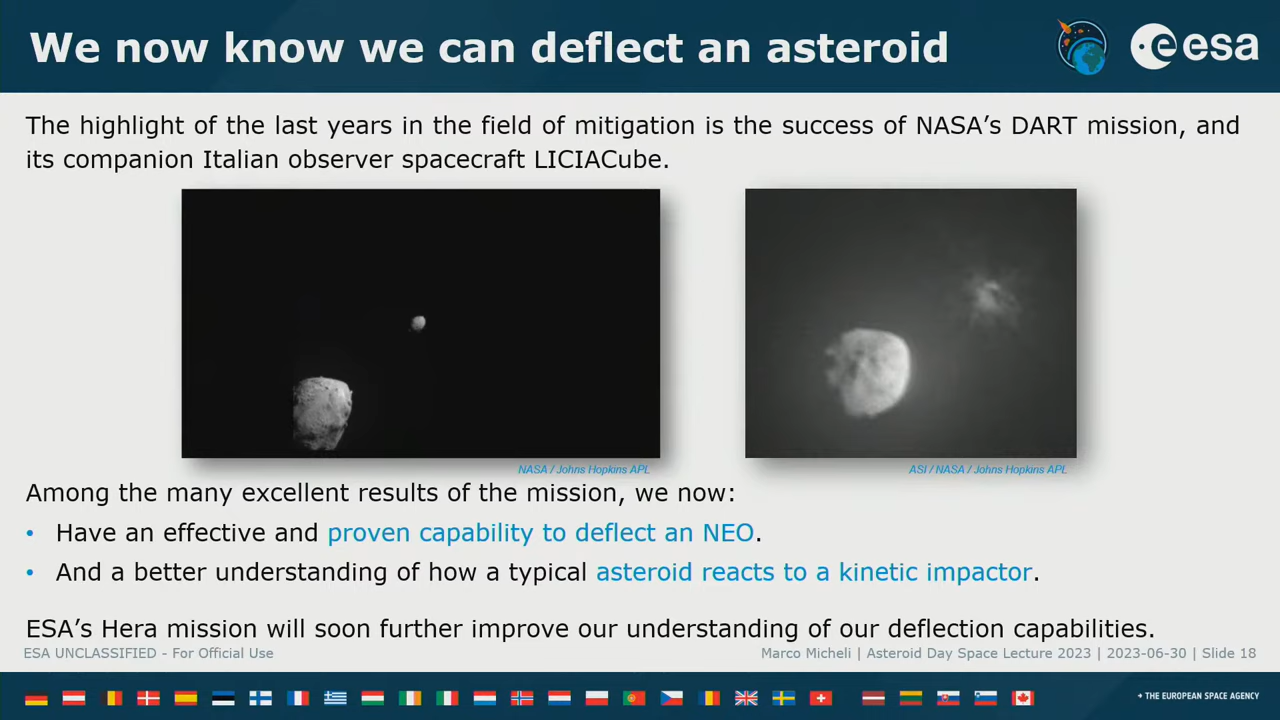 We now know we can deflect an asteroid
esa
The highlight of the last years in the field of mitigation is the success of NASA’s DART mission, and
its companion Italian observer spacecraft LICIACube.
NASA / Johns Hopkins APL
ASI / NASA / Johns Hopkins APL
Among the many excellent results of the mission, we now:
• Have an effective and proven capability to deflect an NEO.
• And a better understanding of how a typical asteroid reacts to a kinetic impactor.
ESA’s Hera mission will soon further improve our understanding of our deflection capabilities.
ESA UNCLASSIFIED - For Official Use
Marco Micheli | Asteroid Day Space Lecture 2023 | 2023-06-30 | Slide 18
→ THE EUROPEAN SPACE AGENCY